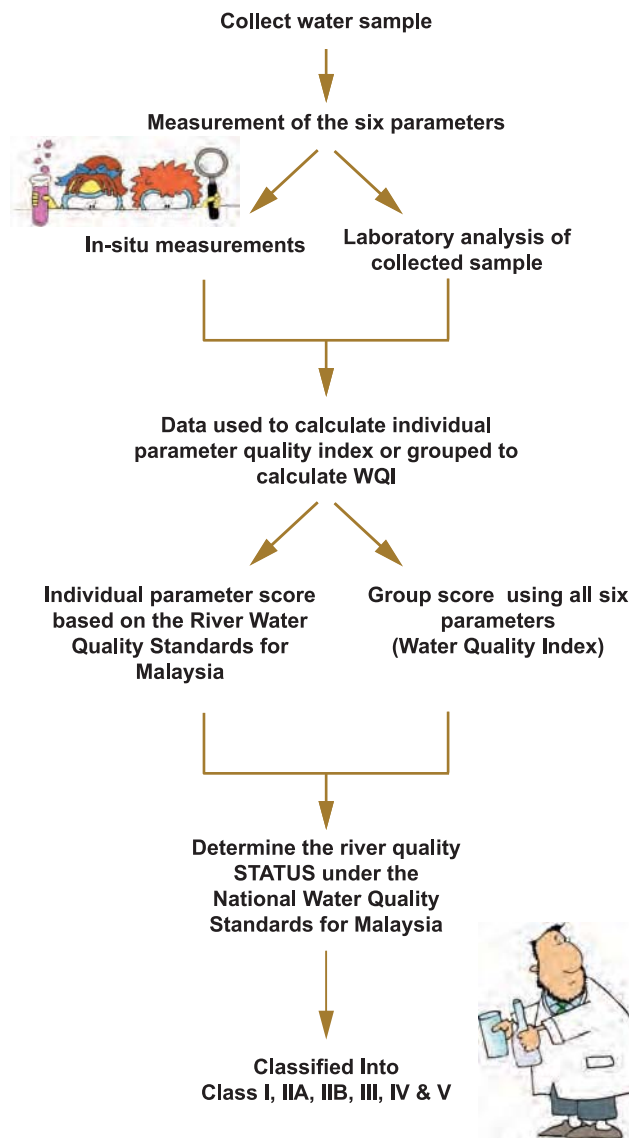 Collect water sample
Measurement of the six parameters
In-situ measurements
Laboratory analysis of
collected sample
Data used to calculate individual
parameter quality index or grouped to
calculate WQI
Individual parameter score
based on the River Water
Quality Standards for
Malaysia
Group score using all six
parameters
(Water Quality Index)
Determine the river quality
STATUS under the
National Water Quality
Standards for Malaysia
Classified Into
Class I, IIA, IIB, III, IV & V